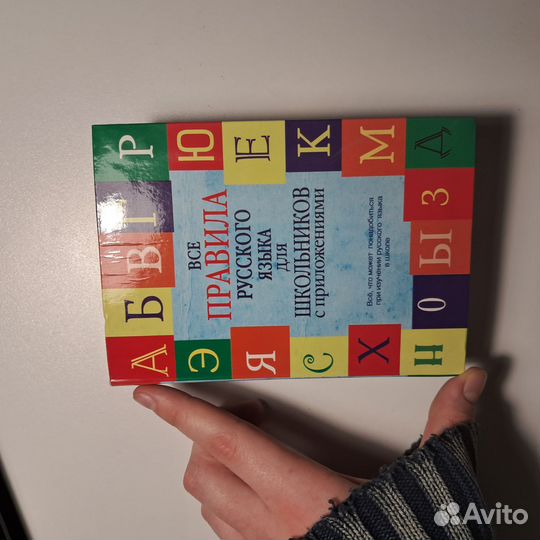 А Б В Г Р
Э Ю
Я Е
С К
Х М
Н О Ы З Д
ВСЕ
ПРАВИЛА
РУССКОГО
ЯЗЫКА
ДЛЯ
ШКОЛЬНИКОВ
С ПРИЛОЖЕНИЯМИ
Всё, что может понадобиться
при изучении русского языка
в школе
Avito